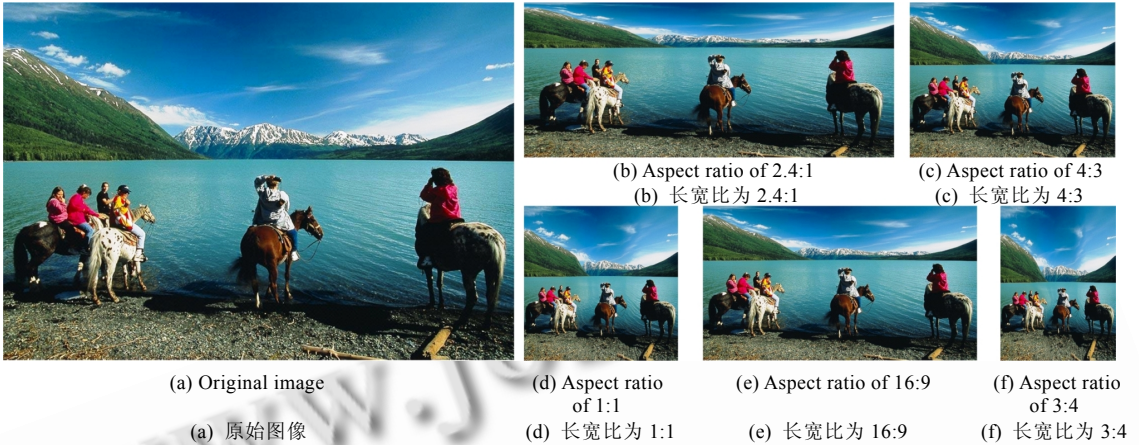 (b) Aspect ratio of 2.4:1
(b) 长宽比为 2.4:1
(c) Aspect ratio of 4:3
(c) 长宽比为 4:3
(a) Original image
(a) 原始图像
(d) Aspect ratio
of 1:1
(d) 长宽比为 1:1
(e) Aspect ratio of 16:9
(e) 长宽比为 16:9
(f) Aspect ratio
of 3:4
(f) 长宽比为 3:4